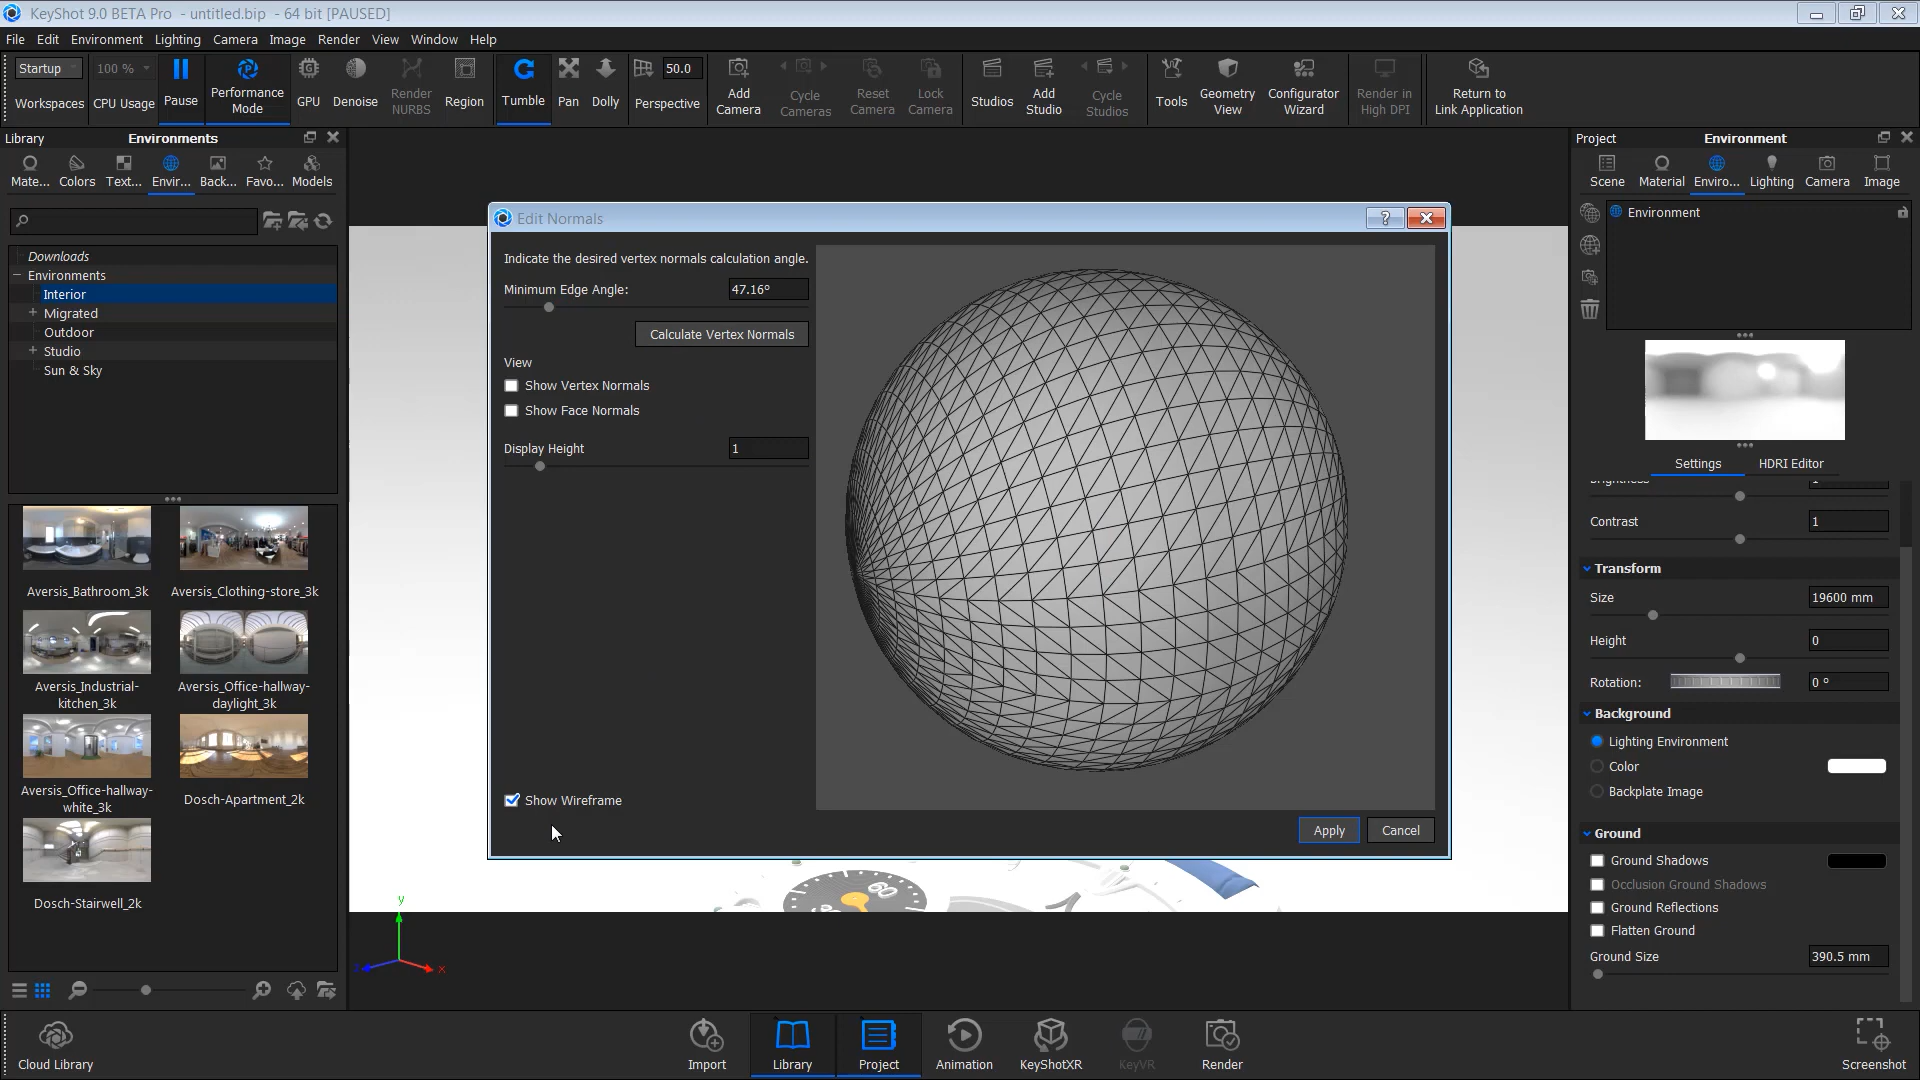 KeyShot 9.0 BETA Pro - untitled.bip - 64 bit [PAUSED]
File Edit Environment Lighting Camera Image Render View Window Help
Startup
Workspaces
100 %
CPU Usage
Pause
Performance
Mode
GPU
Denoise
Render
NURBS
Region
Tumble
Pan
Dolly
50.0
Perspective
Add
Camera
Cycle
Cameras
Reset
Camera
Lock
Camera
Studios
Add
Studio
Cycle
Studios
Tools
Geometry
View
Configurator
Wizard
Render in
High DPI
Return to
Link Application
Library
Environments
Mate... Colors Text... Envir... Back... Favo... Models
Downloads
Environments
Interior
Migrated
Outdoor
Studio
Sun & Sky
Aversis_Bathroom_3k
Aversis_Clothing-store_3k
Aversis_Industrial-
kitchen_3k
Aversis_Office-hallway-
daylight_3k
Aversis_Office-hallway-
white_3k
Dosch-Apartment_2k
Dosch-Stairwell_2k
Edit Normals
?
Indicate the desired vertex normals calculation angle.
Minimum Edge Angle: 47.16°
Calculate Vertex Normals
View
Show Vertex Normals
Show Face Normals
Display Height 1
Show Wireframe
Apply
Cancel
60
y
x
z
Project
Environment
Scene Material Enviro... Lighting Camera Image
Environment
Settings HDRI Editor
Brightness 1
Contrast 1
Transform
Size 19600 mm
Height 0
Rotation: 0 °
Background
Lighting Environment
Color
Backplate Image
Ground
Ground Shadows
Occlusion Ground Shadows
Ground Reflections
Flatten Ground
Ground Size 390.5 mm
Cloud Library
Import
Library
Project
Animation
KeyShotXR
KeyVR
Render
Screenshot